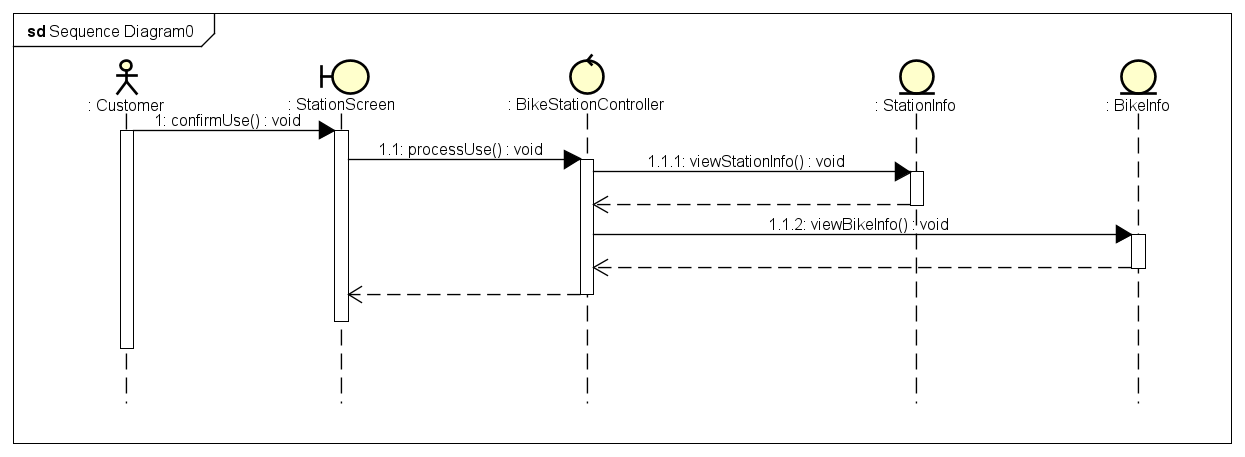 sd Sequence Diagram0
: Customer
: StationScreen
: BikeStationController
: StationInfo
: BikeInfo
1: confirmUse() : void
1.1: processUse() : void
1.1.1: viewStationInfo() : void
1.1.2: viewBikeInfo() : void